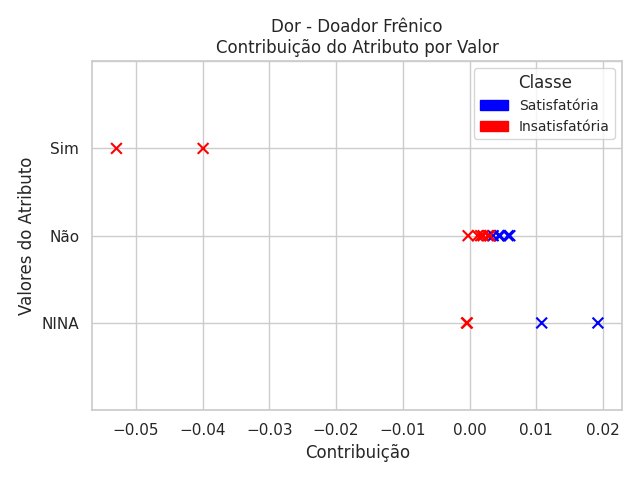 Dor - Doador Frênico
Contribuição do Atributo por Valor
Classe
Satisfatória
Insatisfatória
Valores do Atributo
Sim
Não
NINA
−0.05 −0.04 −0.03 −0.02 −0.01 0.00 0.01 0.02
Contribuição